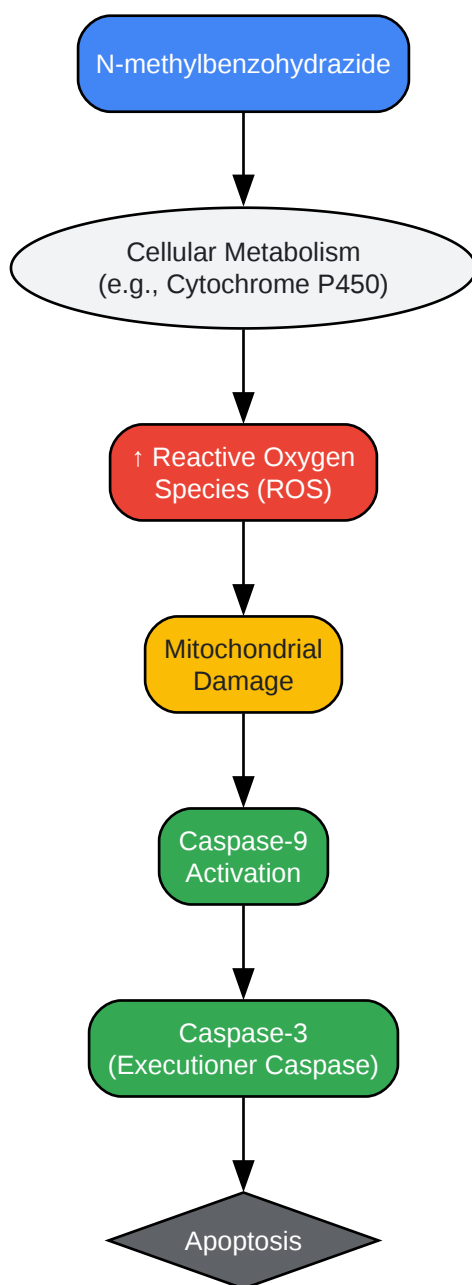 N-methylbenzohydrazide
Cellular Metabolism
(e.g., Cytochrome P450)
↑ Reactive Oxygen
Species (ROS)
Mitochondrial
Damage
Caspase-9
Activation
Caspase-3
(Executioner Caspase)
Apoptosis